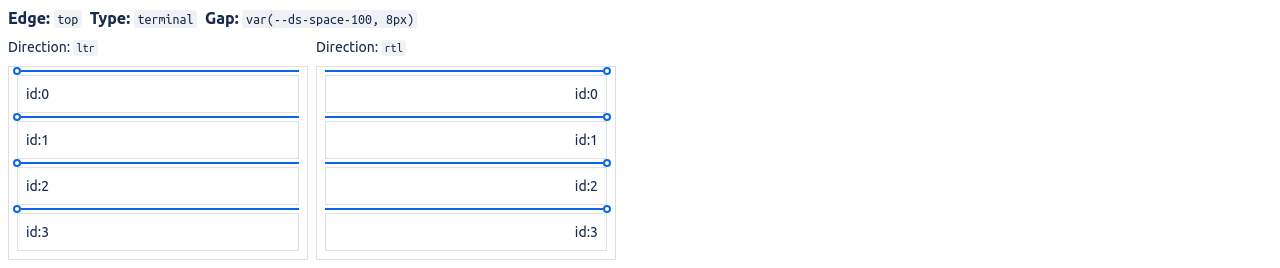 Edge: top Type: terminal Gap: var(--ds-space-100, 8px)
Direction: ltr
id:0
id:1
id:2
id:3
Direction: rtl
id:0
id:1
id:2
id:3